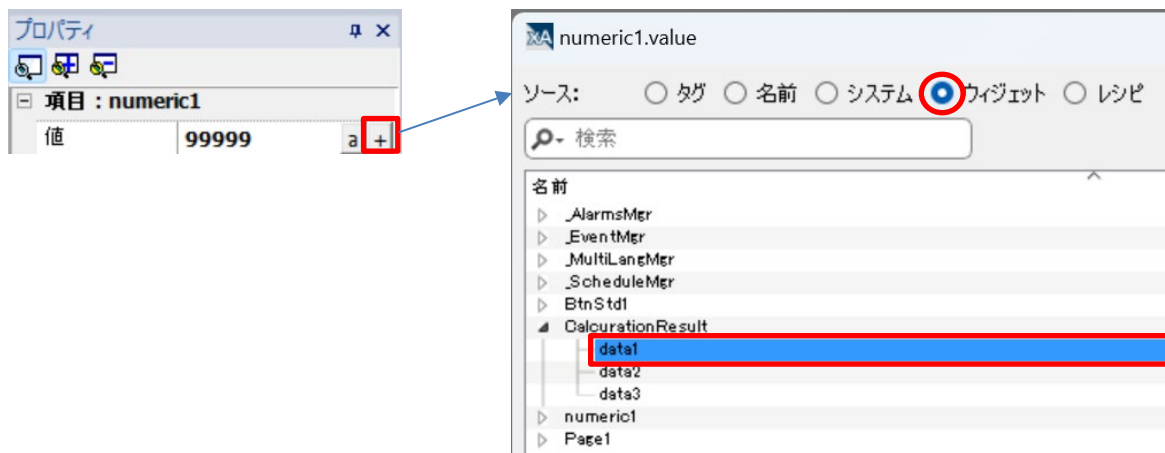 プロパティ
項目 : numeric1
値 99999 a +
numeric1.value
ソース: タグ 名前 システム ウィジェット レシピ
検索
名前
_AlarmsMgr
_EventMgr
_MultiLangMgr
_ScheduleMgr
BtnStd1
CalcurationResult
data1
data2
data3
numeric1
Page1